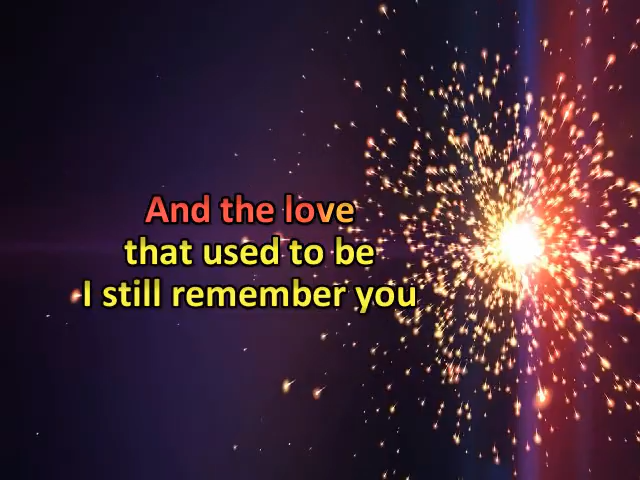 And the love
that used to be
I still remember you